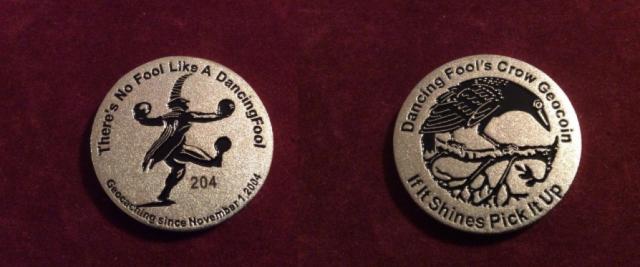 There's No Fool Like A DancingFool
204
Geocaching since November 1 2004
Dancing Fool's Crow Geocoin
If It Shines Pick It Up